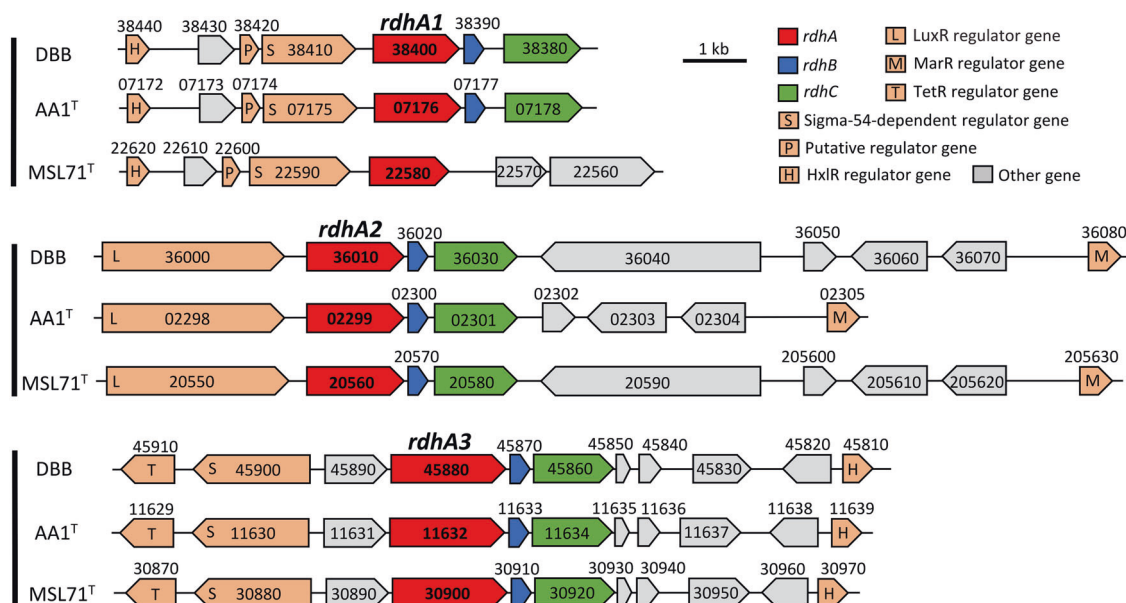 38440 38430 38420 rdhA1 38390
DBB H P S 38410 38400 38380
07172 07173 07174 07177
AA1ᵀ H P S 07175 07176 07178
22620 22610 22600
MSL71ᵀ H P S 22590 22580 22570 22560
1 kb
rdhA
rdhB
rdhC
L LuxR regulator gene
M MarR regulator gene
T TetR regulator gene
S Sigma-54-dependent regulator gene
P Putative regulator gene
H HxlR regulator gene Other gene
rdhA2 36020 36050 36080
DBB L 36000 36010 36030 36040 36060 36070 M
02300 02302 02305
AA1ᵀ L 02298 02299 02301 02303 02304 M
20570 205600 205630
MSL71ᵀ L 20550 20560 20580 20590 205610 205620 M
45910 rdhA3 45870 45850 45840 45820 45810
DBB T S 45900 45890 45880 45860 45830 H
11629 11633 11635 11636 11638 11639
AA1ᵀ T S 11630 11631 11632 11634 11637 H
30870 30910 30930 30940 30960 30970
MSL71ᵀ T S 30880 30890 30900 30920 30950 H